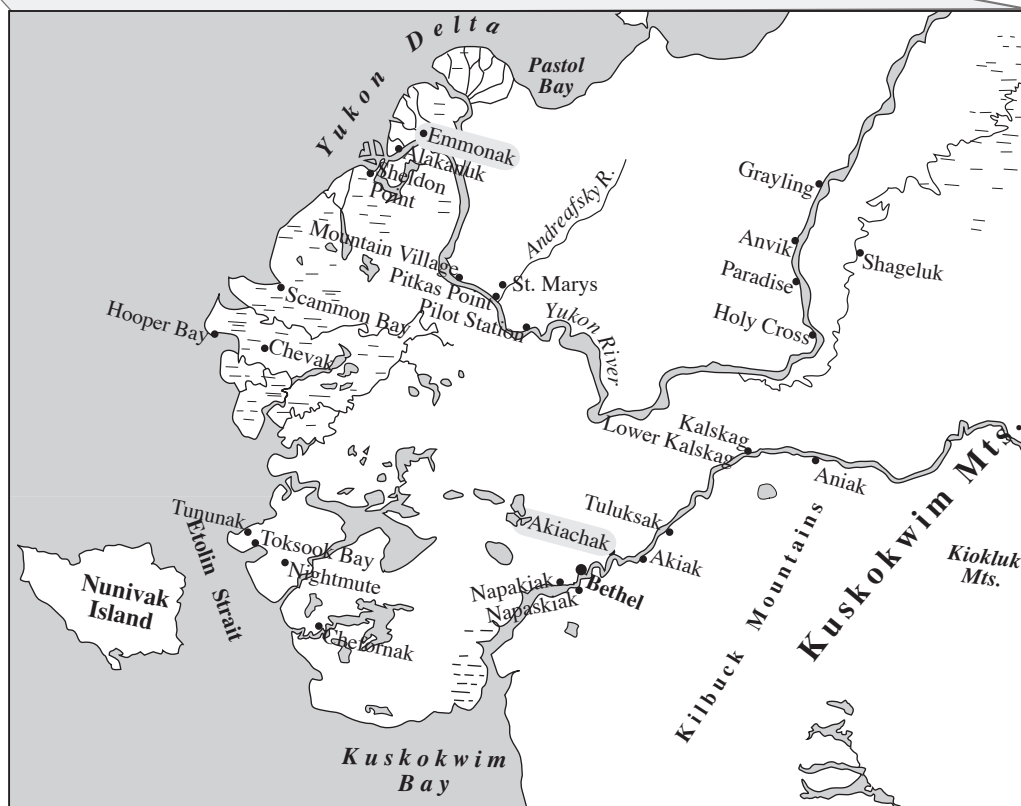 Yukon Delta
Pastol
Bay
Emmonak
Alakanuk
Sheldon
Point
Andreafsky R.
Grayling
Anvik
Shageluk
Paradise
Holy Cross
Mountain Village
Pitkas Point
St. Marys
Pilot Station
Yukon River
Scammon Bay
Hooper Bay
Chevak
Kalskag
Lower Kalskag
Aniak
Tuluksak
Akiachak
Akiak
Bethel
Napakiak
Napaskiak
Tununak
Toksook Bay
Nightmute
Etolin Strait
Nunivak
Island
Chefornak
Kilbuck Mountains
Kuskokwim Mts.
Kiokluk
Mts.
Kuskokwim
Bay